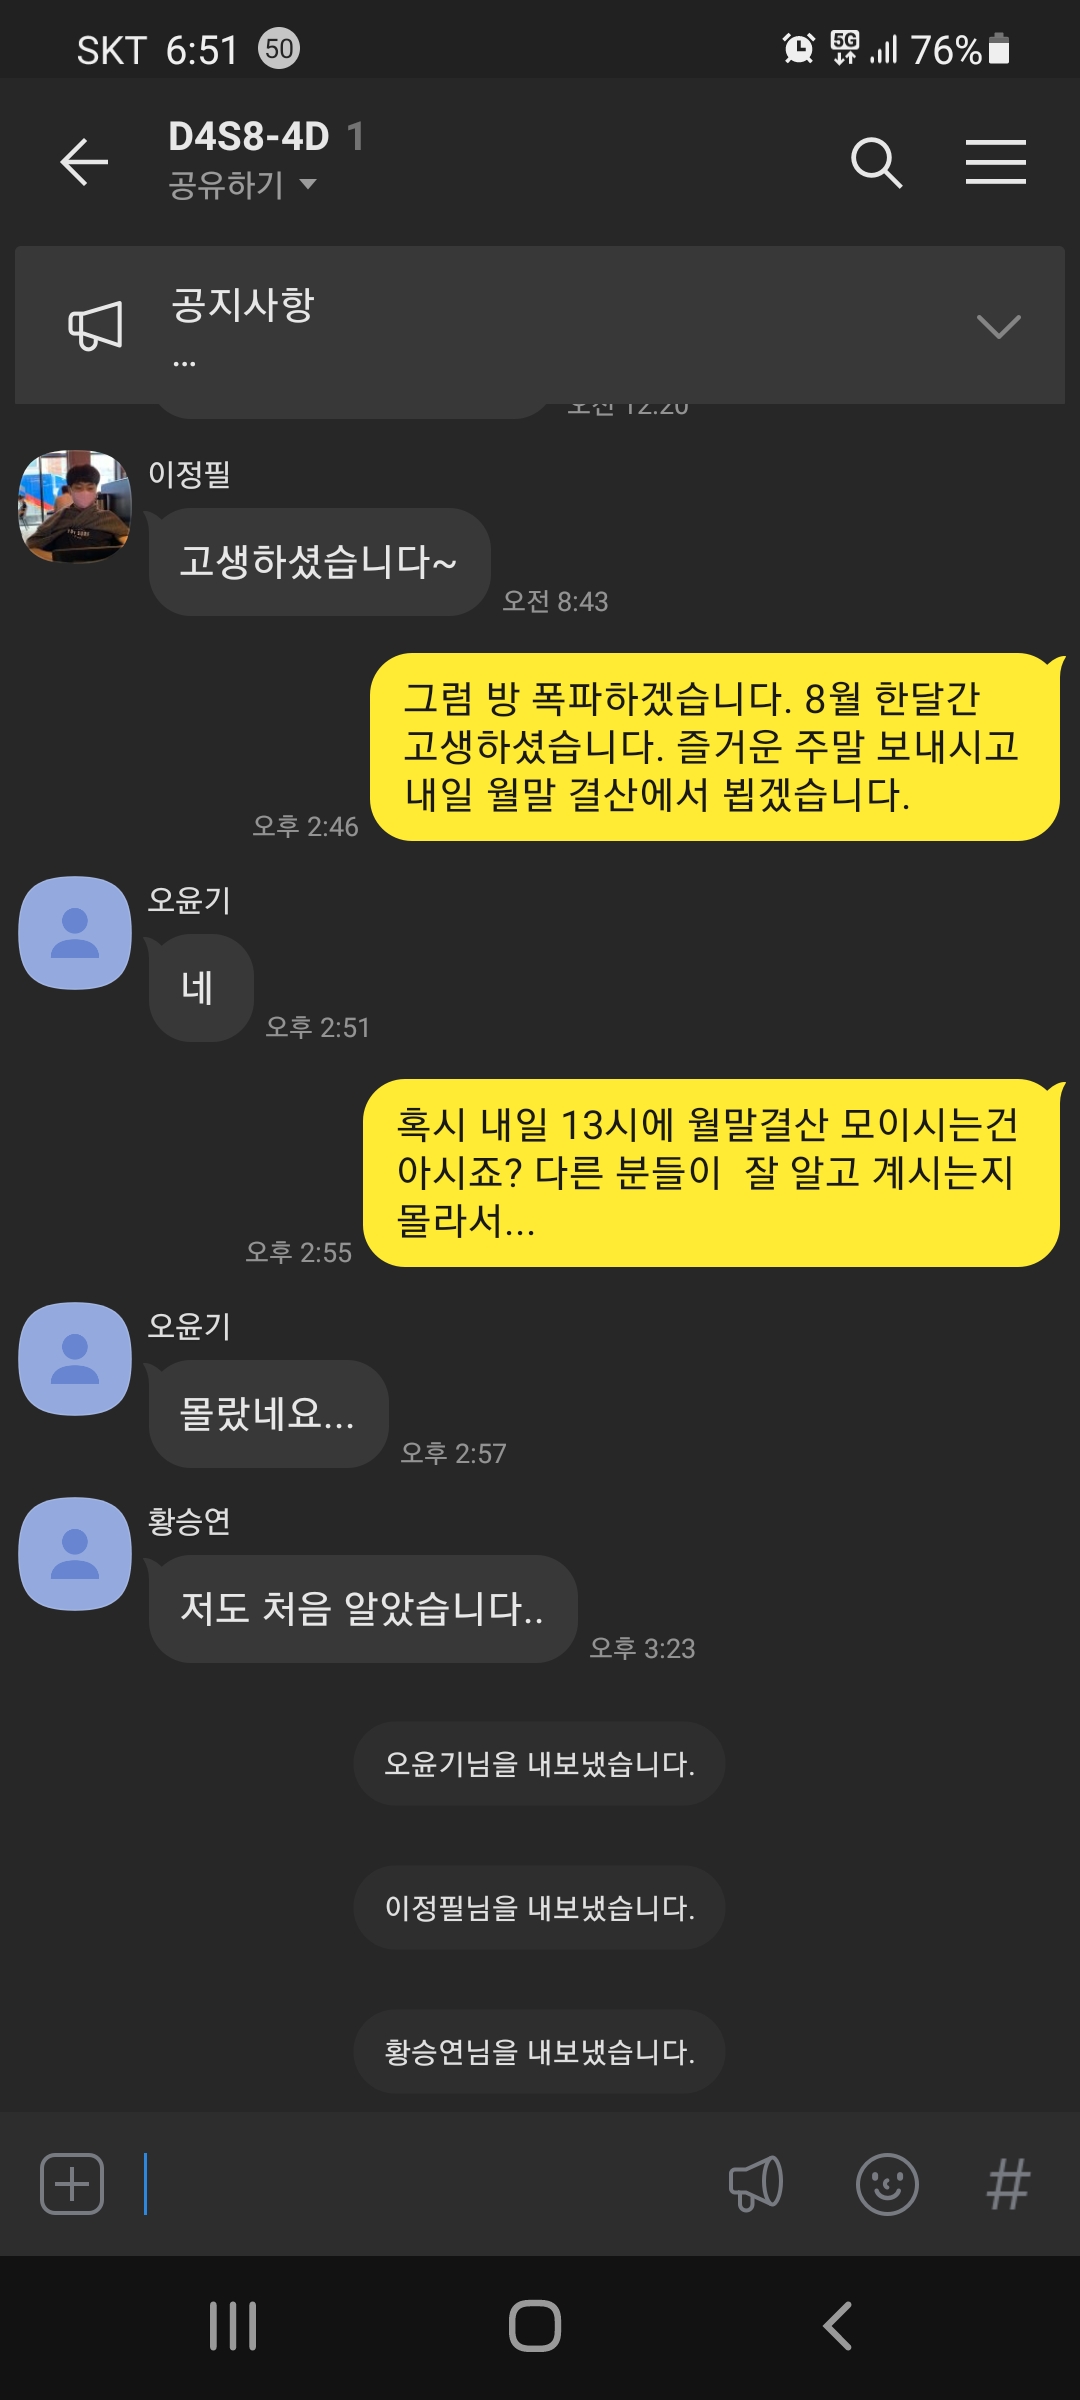 SKT 6:51 50
5G 76%
D4S8-4D 1
공유하기
공지사항
...
오전 12:20
이정필
고생하셨습니다~
오전 8:43
그럼 방 폭파하겠습니다. 8월 한달간
고생하셨습니다. 즐거운 주말 보내시고
내일 월말 결산에서 뵙겠습니다.
오후 2:46
오윤기
네
오후 2:51
혹시 내일 13시에 월말결산 모이시는건
아시죠? 다른 분들이  잘 알고 계시는지
몰라서...
오후 2:55
오윤기
몰랐네요...
오후 2:57
황승연
저도 처음 알았습니다..
오후 3:23
오윤기님을 내보냈습니다.
이정필님을 내보냈습니다.
황승연님을 내보냈습니다.
#